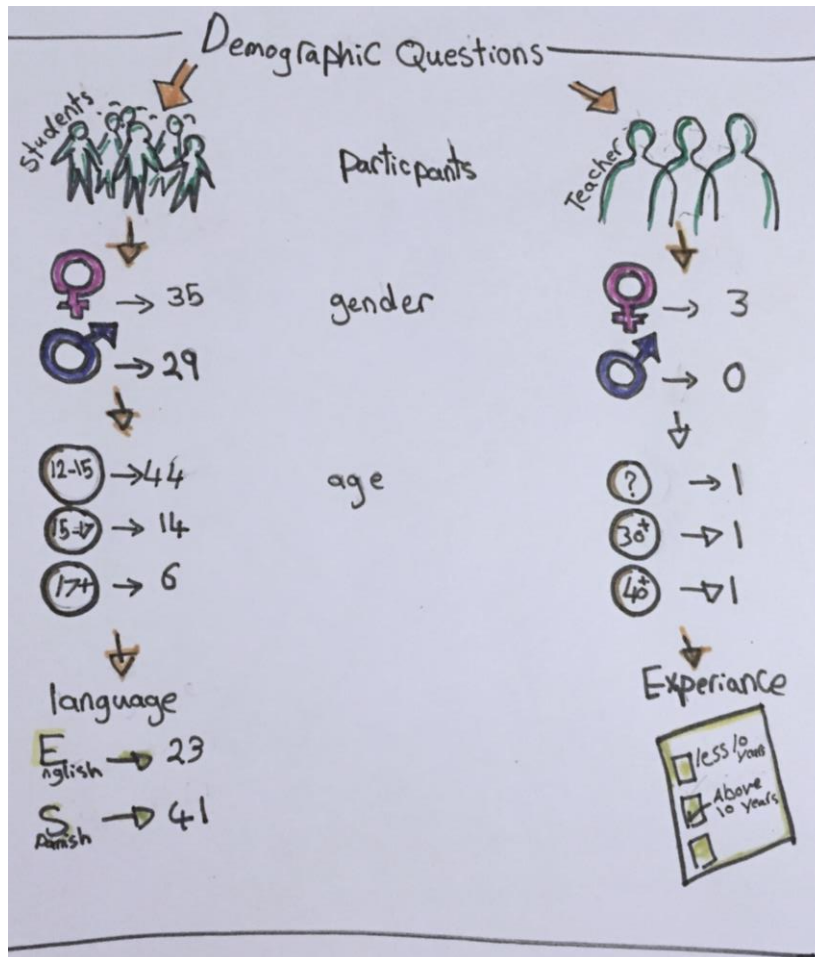 Demographic Questions
Students
particpants
Teacher
→ 35
gender
→ 3
→ 29
→ 0
12-15 → 44
age
? → 1
15-17 → 14
30+ → 1
17+ → 6
40+ → 1
language
Experiance
English → 23
less 10 years
Above 10 years
Spanish → 41